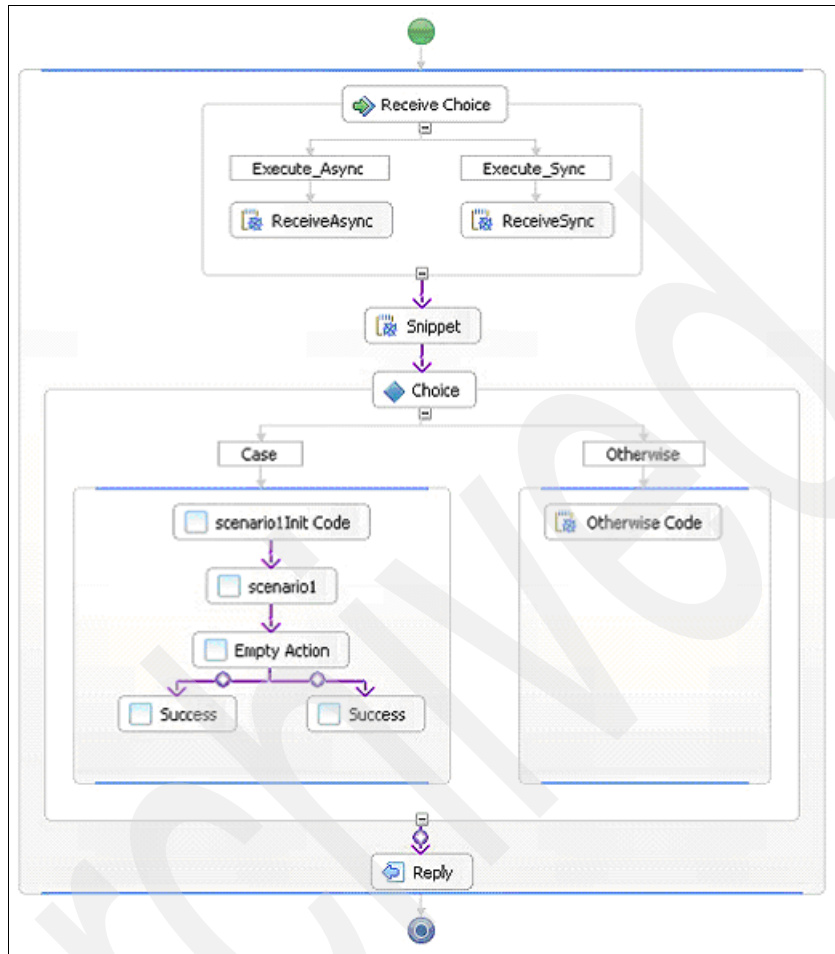 Receive Choice
Execute_Async
Execute_Sync
ReceiveAsync
ReceiveSync
Snippet
Choice
Case
Otherwise
scenario1Init Code
Otherwise Code
scenario1
Empty Action
Success
Success
Reply
rchived